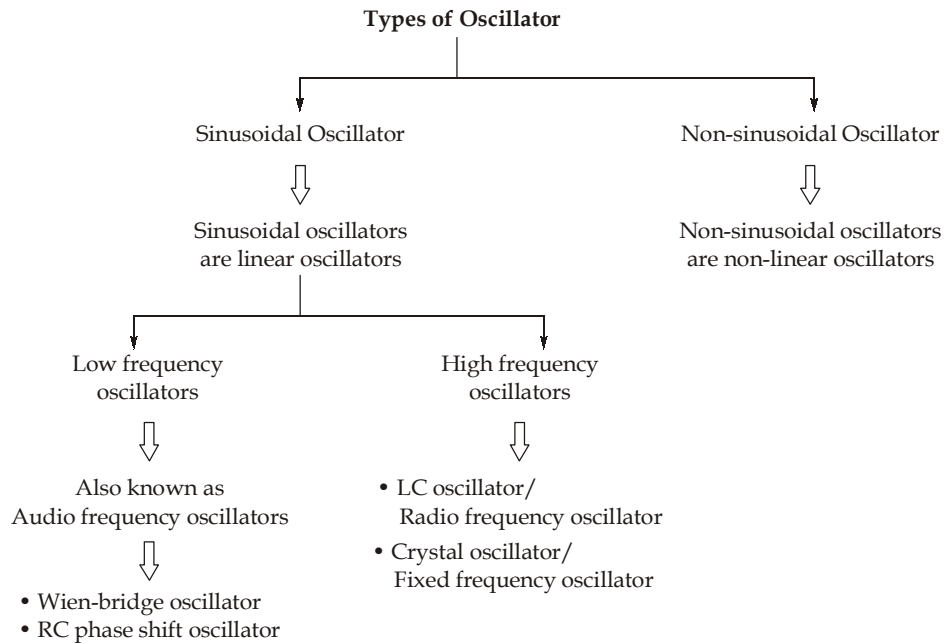 Types of Oscillator
Sinusoidal Oscillator
Non-sinusoidal Oscillator
Sinusoidal oscillators
are linear oscillators
Non-sinusoidal oscillators
are non-linear oscillators
Low frequency
oscillators
High frequency
oscillators
Also known as
Audio frequency oscillators
• LC oscillator/
Radio frequency oscillator
• Crystal oscillator/
Fixed frequency oscillator
• Wien-bridge oscillator
• RC phase shift oscillator